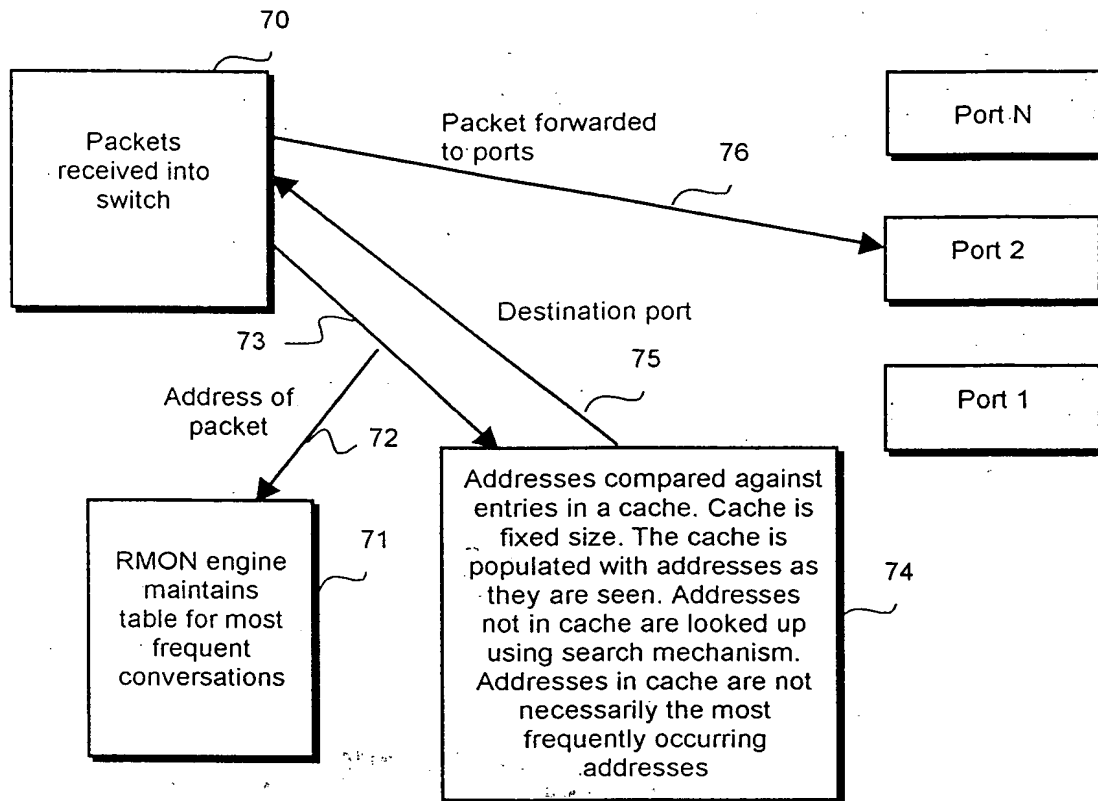 70
Packets
received into
switch
Packet forwarded
to ports
76
Port N
Port 2
Port 1
73
Destination port
75
Address of
packet
72
RMON engine
maintains
table for most
frequent
conversations
71
Addresses compared against
entries in a cache. Cache is
fixed size. The cache is
populated with addresses as
they are seen. Addresses
not in cache are looked up
using search mechanism.
Addresses in cache are not
necessarily the most
frequently occurring
addresses
74